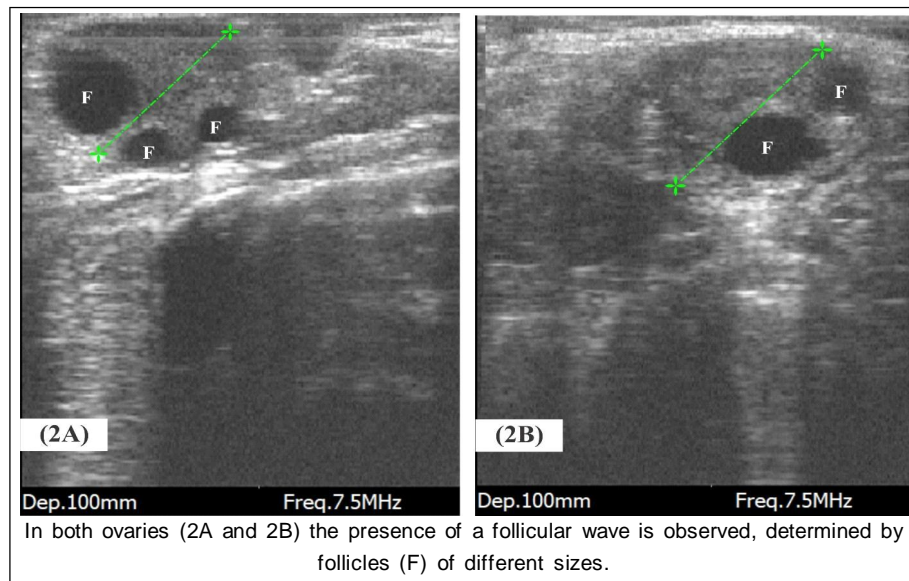 F
F
F
(2A)
Dep.100mm Freq.7.5MHz
F
F
(2B)
Dep.100mm Freq.7.5MHz
In both ovaries (2A and 2B) the presence of a follicular wave is observed, determined by
follicles (F) of different sizes.